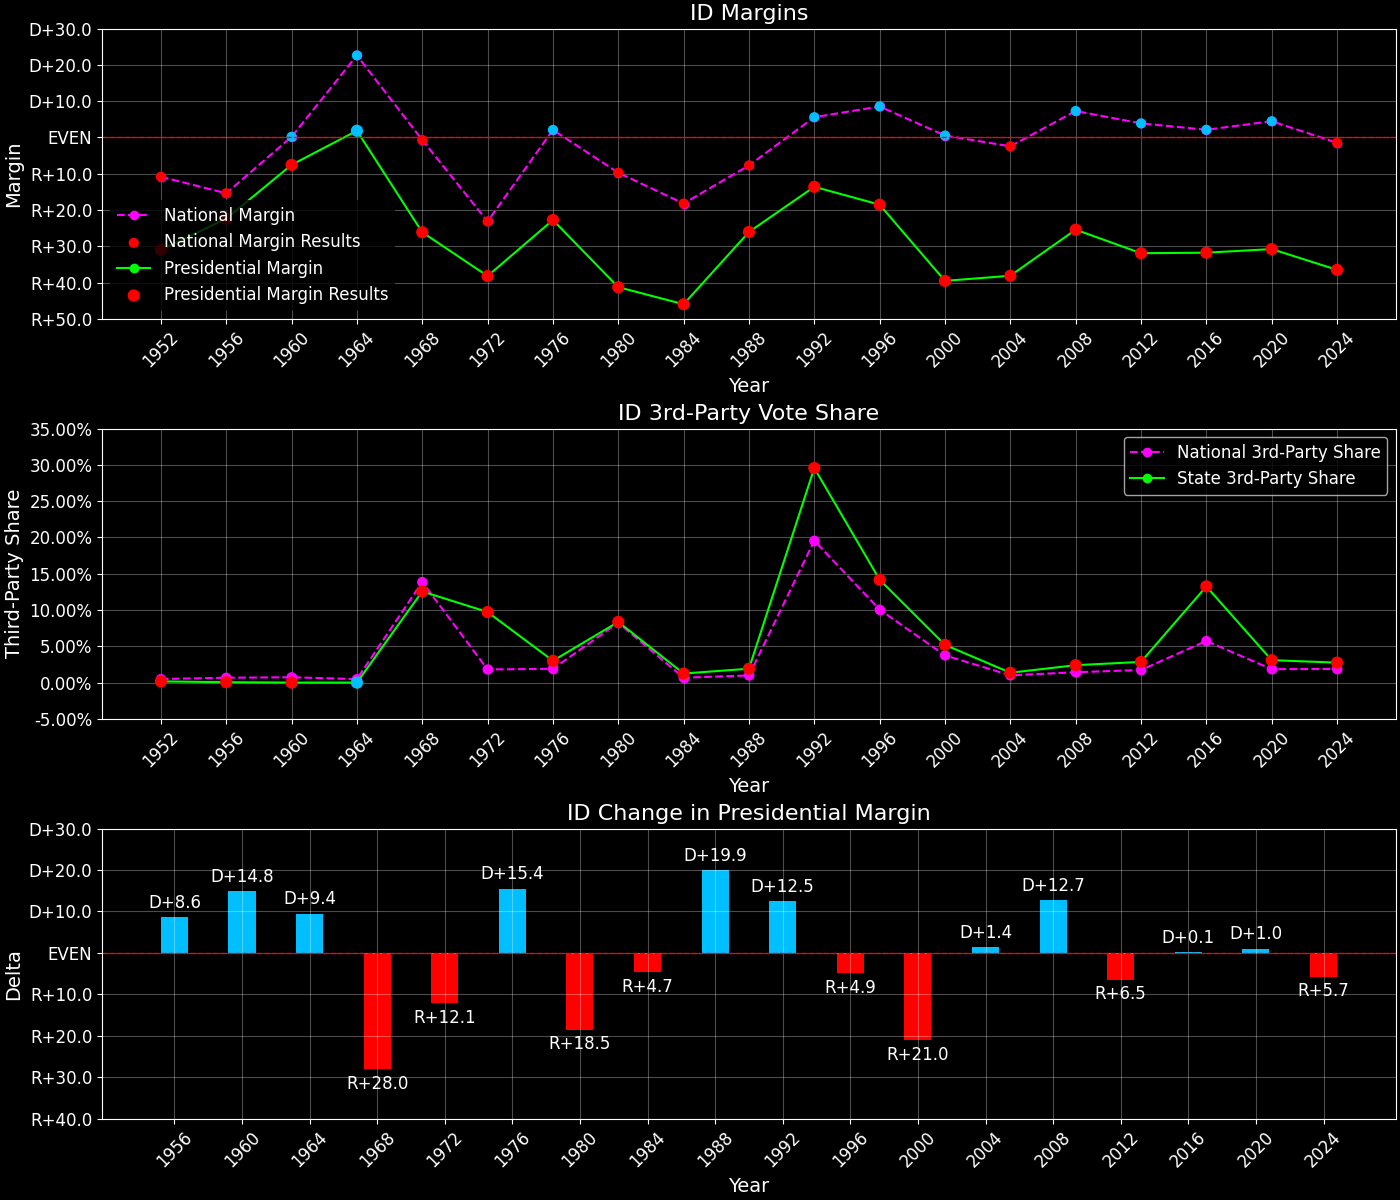 ID Margins
D+30.0
D+20.0
D+10.0
EVEN
R+10.0
R+20.0
R+30.0
R+40.0
R+50.0
Margin
National Margin
National Margin Results
Presidential Margin
Presidential Margin Results
1952 1956 1960 1964 1968 1972 1976 1980 1984 1988 1992 1996 2000 2004 2008 2012 2016 2020 2024
Year
ID 3rd-Party Vote Share
35.00%
30.00%
25.00%
20.00%
15.00%
10.00%
5.00%
0.00%
-5.00%
Third-Party Share
National 3rd-Party Share
State 3rd-Party Share
1952 1956 1960 1964 1968 1972 1976 1980 1984 1988 1992 1996 2000 2004 2008 2012 2016 2020 2024
Year
ID Change in Presidential Margin
D+30.0
D+20.0
D+10.0
EVEN
R+10.0
R+20.0
R+30.0
R+40.0
Delta
D+8.6
D+14.8
D+9.4
R+28.0
R+12.1
D+15.4
R+18.5
R+4.7
D+19.9
D+12.5
R+4.9
R+21.0
D+1.4
D+12.7
R+6.5
D+0.1
D+1.0
R+5.7
1956 1960 1964 1968 1972 1976 1980 1984 1988 1992 1996 2000 2004 2008 2012 2016 2020 2024
Year